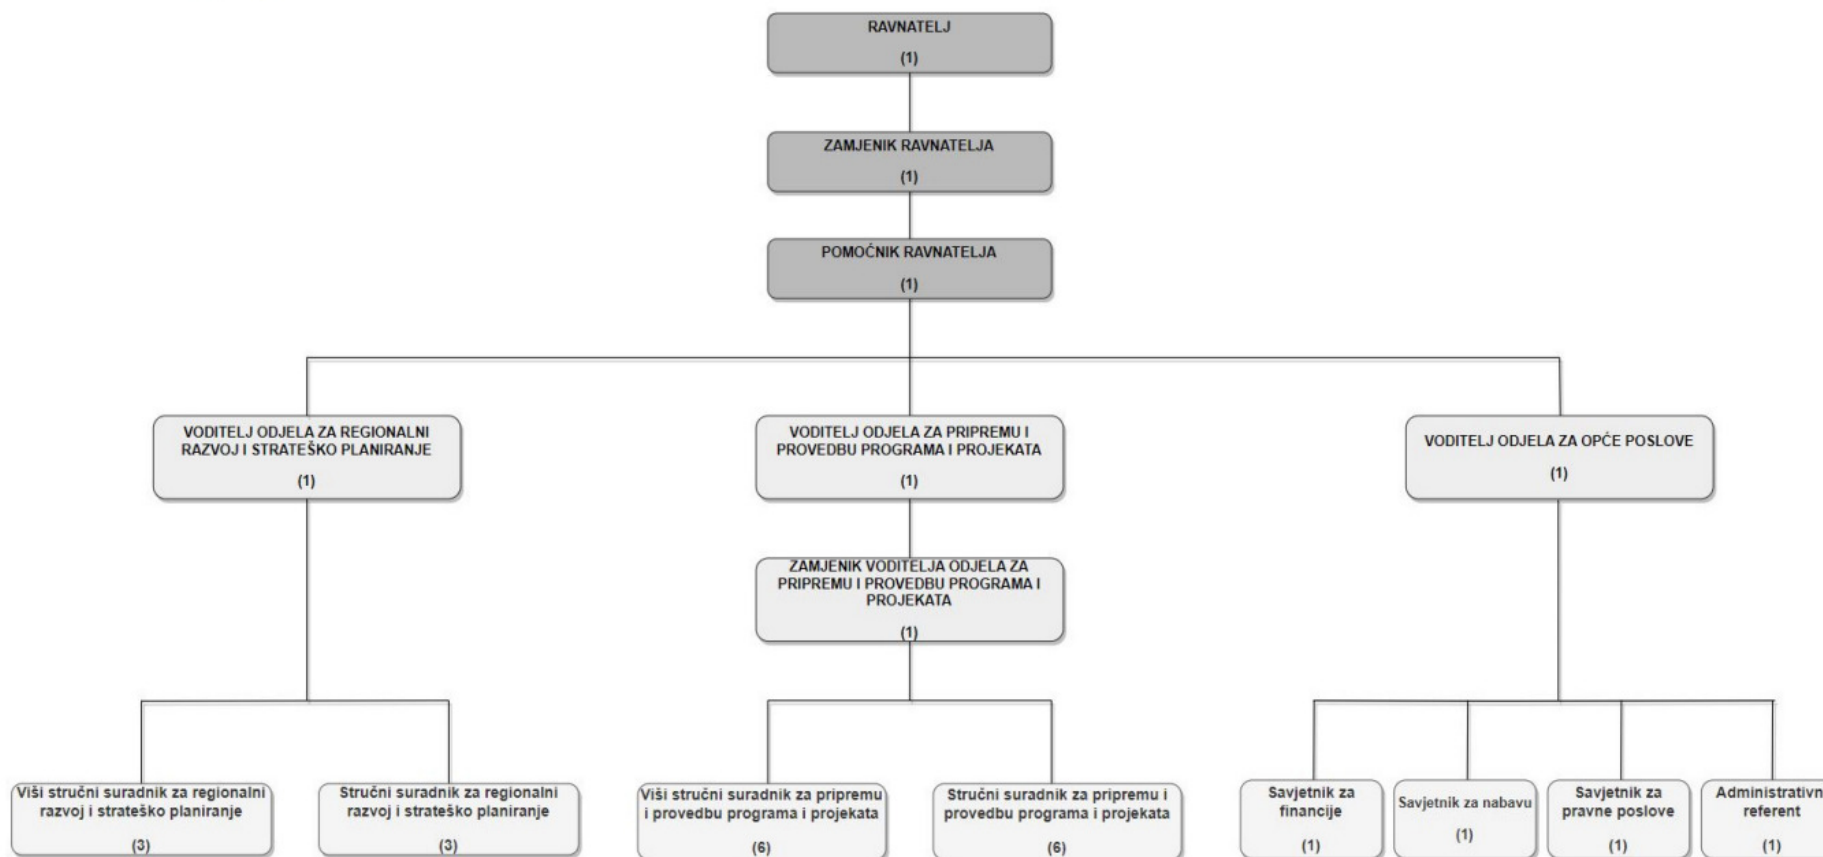 RAVNATELJ
(1)
ZAMJENIK RAVNATELJA
(1)
POMOĆNIK RAVNATELJA
(1)
VODITELJ ODJELA ZA REGIONALNI
RAZVOJ I STRATEŠKO PLANIRANJE
(1)
VODITELJ ODJELA ZA PRIPREMU I
PROVEDBU PROGRAMA I PROJEKATA
(1)
VODITELJ ODJELA ZA OPĆE POSLOVE
(1)
ZAMJENIK VODITELJA ODJELA ZA
PRIPREMU I PROVEDBU PROGRAMA I
PROJEKATA
(1)
Viši stručni suradnik za regionalni
razvoj i strateško planiranje
(3)
Stručni suradnik za regionalni
razvoj i strateško planiranje
(3)
Viši stručni suradnik za pripremu
i provedbu programa i projekata
(6)
Stručni suradnik za pripremu i
provedbu programa i projekata
(6)
Savjetnik za
financije
(1)
Savjetnik za nabavu
(1)
Savjetnik za
pravne poslove
(1)
Administrativn
referent
(1)